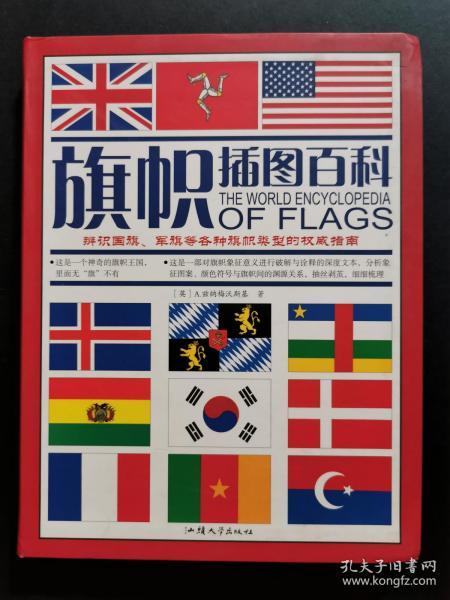 旗帜插图百科
THE WORLD ENCYCLOPEDIA
OF FLAGS
辨识国旗、军旗等各种旗帜类型的权威指南
•这是一个神奇的旗帜王国，
里面无“旗”不有
•这是一部对旗帜象征意义进行破解与诠释的深度文本，分析象
征图案、颜色符号与旗帜间的渊源关系，抽丝剥茧，细细梳理
［英］A.兹纳梅沃斯基 著
汕头大学出版社
孔夫子旧书网
www.kongfz.com